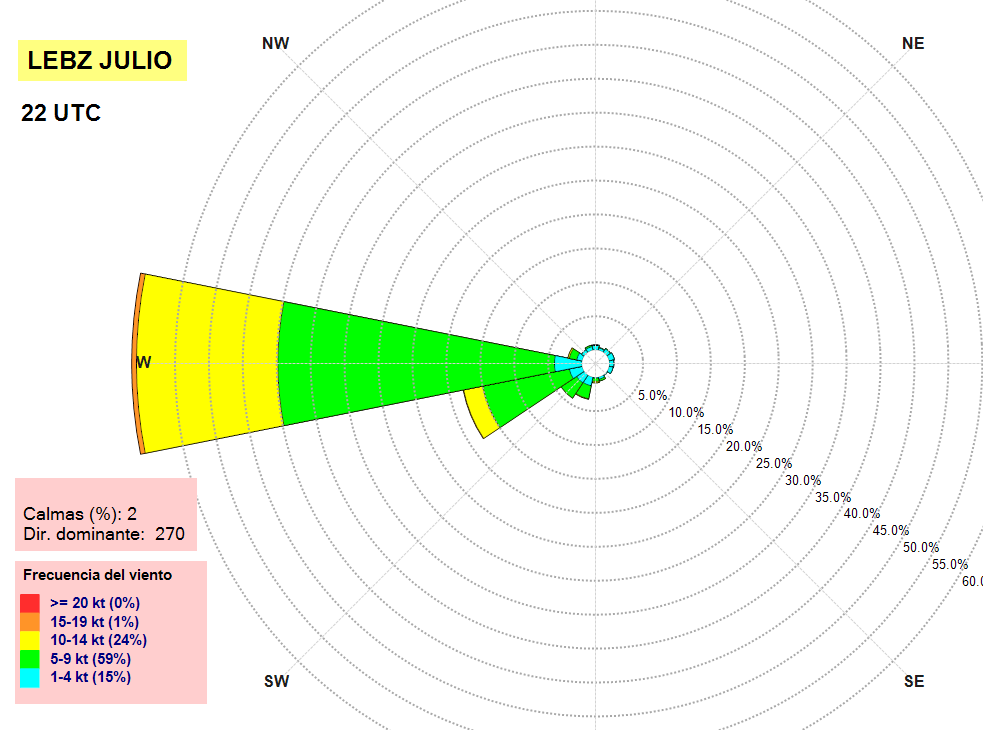 NW
NE
LEBZ JULIO
22 UTC
W
5.0%
10.0%
15.0%
20.0%
25.0%
30.0%
35.0%
40.0%
45.0%
50.0%
55.0%
60.0
Calmas (%): 2
Dir. dominante: 270
Frecuencia del viento
>= 20 kt (0%)
15-19 kt (1%)
10-14 kt (24%)
5-9 kt (59%)
1-4 kt (15%)
SW
SE